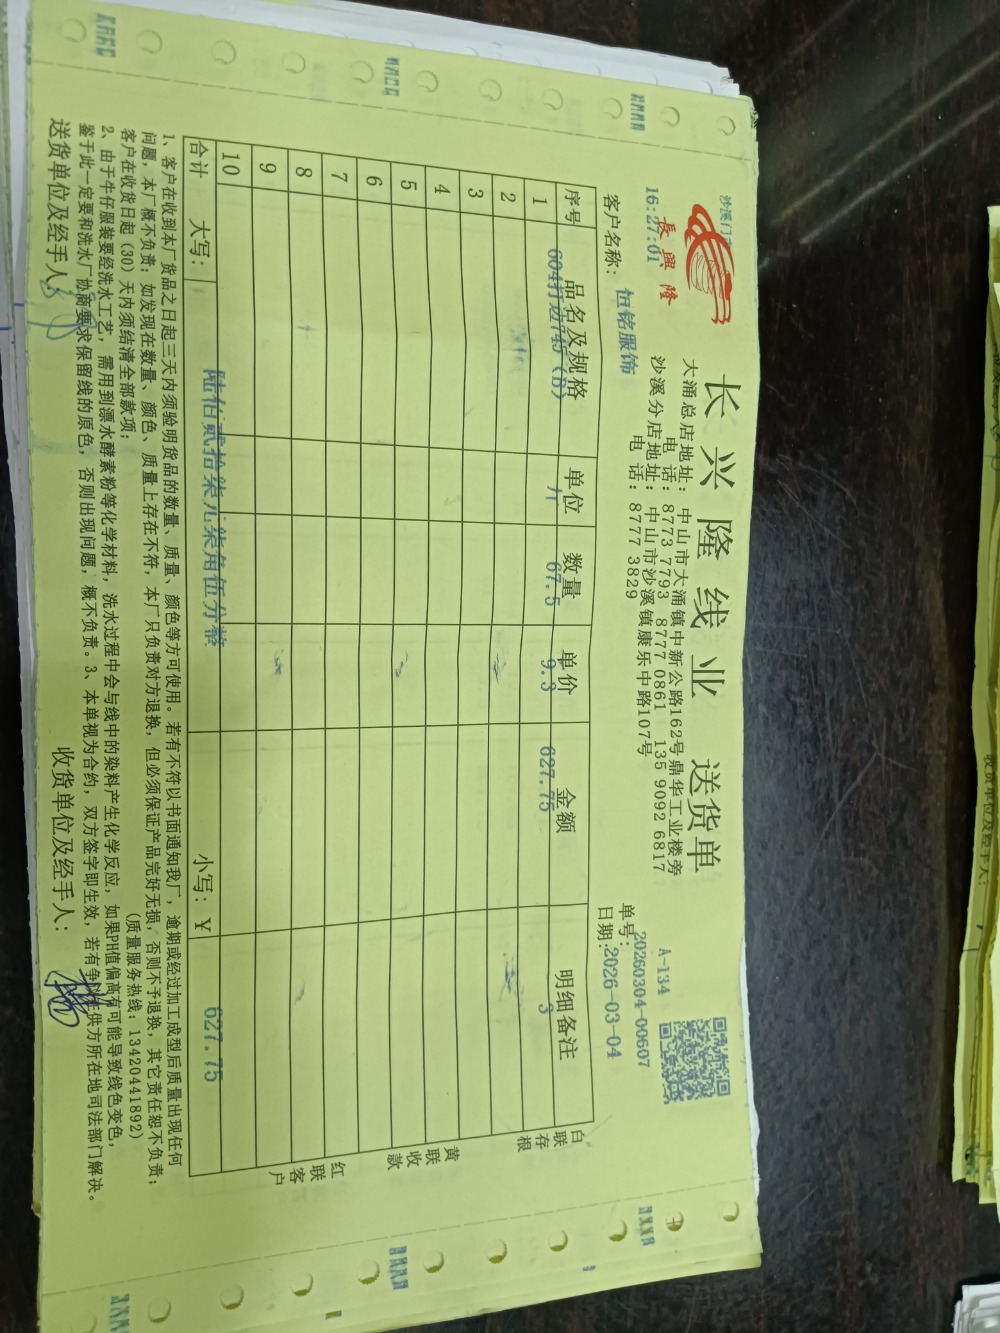 沙溪门
16:27:01
長興隆
长兴隆线业 送货单
A-134
大涌总店地址：中山市大涌镇中新公路162号鼎华工业楼旁
电 话：8773 7793 8777 0861 135 9092 6817
沙溪分店地址：中山市沙溪镇康乐中路107号
电 话：8777 3829
单号：20260304-00607
客户名称：恒铭服饰
日期：2026-03-04
序号 品名及规格 单位 数量 单价 金额 明细备注
1 604打边745(B) 斤 67.5 9.3 627.75 3
2
3
4
5
6
7
8
9
10
合计 大写：陆佰贰拾柒元柒角伍分整 小写：￥ 627.75
白联存根
黄联收款
红联客户
1、客户在收到本厂货品之日起三天内须验明货品的数量、质量、颜色等方可使用。若有不符以书面通知我厂，逾期或经过加工成型后质量出现任何
问题，本厂概不负责；如发现在数量、颜色、质量上存在不符，本厂只负责对方退换，但必须保证产品完好无损，否则不予退换，其它责任恕不负责；
客户在收货日起（30）天内须结清全部款项；
(质量服务热线：13420441892)
2、由于牛仔服装要经洗水工艺，需用到漂水酵素粉等化学材料，洗水过程中会与线中的染料产生化学反应，如果PH值偏高有可能导致线色变色，
鉴于此一定要和洗水厂协商要求保留线的原色，否则出现问题，概不负责。3、本单视为合约，双方签字即生效，若有争议在供方所在地司法部门解决。
送货单位及经手人：
收货单位及经手人：
收货单位及经手人：